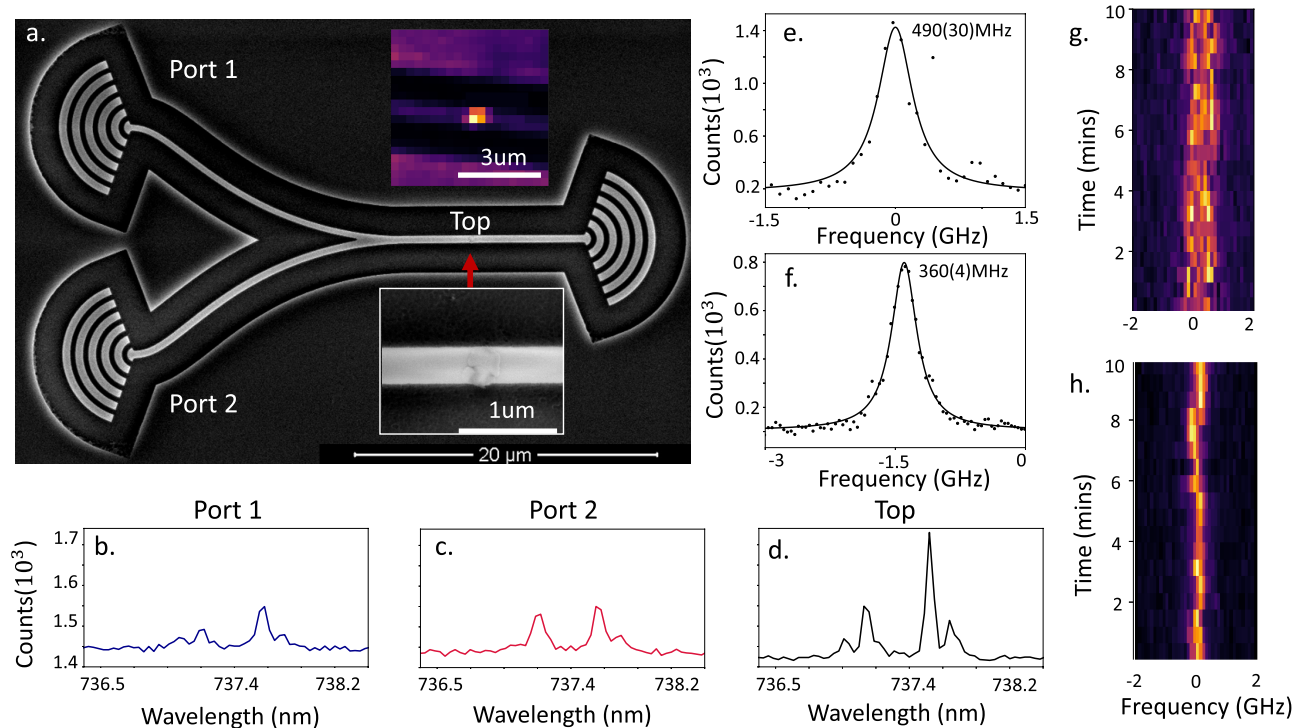 a.
Port 1
3um
Top
1um
Port 2
20 µm
e.
490(30)MHz
Counts(10³)
1.4
1.0
0.6
0.2
-1.5
0
1.5
Frequency (GHz)
f.
360(4)MHz
Counts(10³)
0.8
0.6
0.4
0.2
-3
-1.5
0
Frequency (GHz)
g.
Time (mins)
10
8
6
4
2
-2
0
2
h.
Time (mins)
10
8
6
4
2
-2
0
2
Frequency (GHz)
Port 1
b.
Counts(10³)
1.7
1.6
1.5
1.4
736.5
737.4
738.2
Wavelength (nm)
Port 2
c.
736.5
737.4
738.2
Wavelength (nm)
Top
d.
736.5
737.4
738.2
Wavelength (nm)